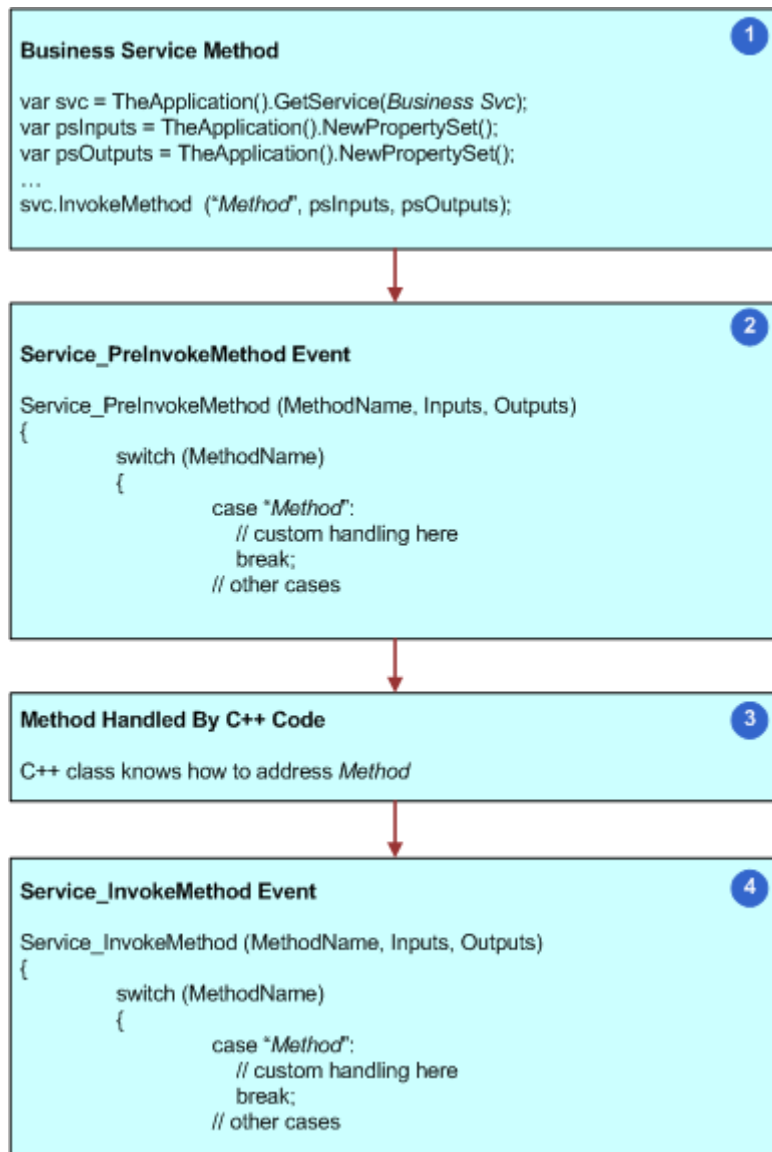 1
Business Service Method
var svc = TheApplication().GetService(Business Svc);
var psInputs = TheApplication().NewPropertySet();
var psOutputs = TheApplication().NewPropertySet();
…
svc.InvokeMethod (“Method”, psInputs, psOutputs);
2
Service_PreInvokeMethod Event
Service_PreInvokeMethod (MethodName, Inputs, Outputs)
{
switch (MethodName)
{
case “Method”:
// custom handling here
break;
// other cases
3
Method Handled By C++ Code
C++ class knows how to address Method
4
Service_InvokeMethod Event
Service_InvokeMethod (MethodName, Inputs, Outputs)
{
switch (MethodName)
{
case “Method”:
// custom handling here
break;
// other cases